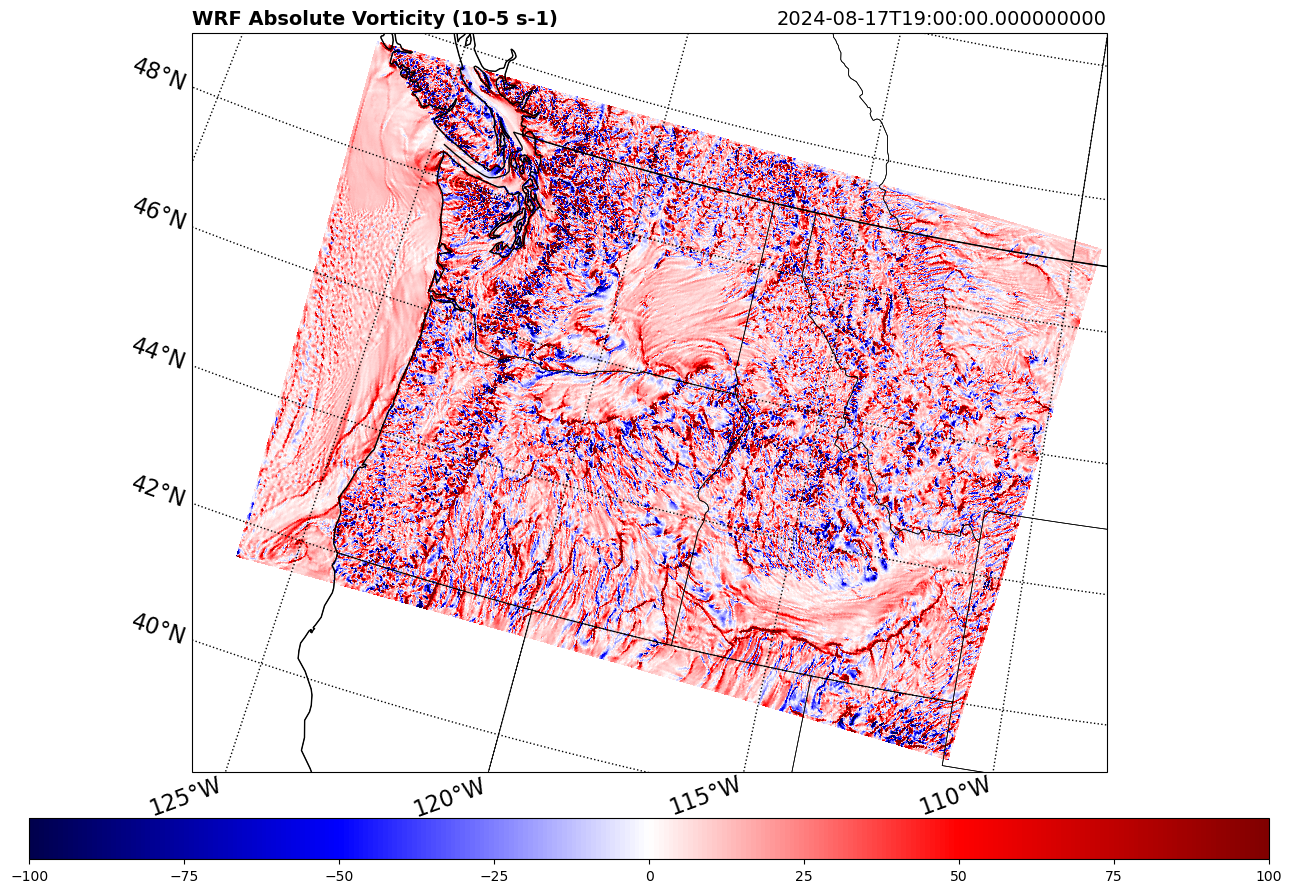 WRF Absolute Vorticity (10-5 s-1)
2024-08-17T19:00:00.000000000
48°N
46°N
44°N
42°N
40°N
125°W
120°W
115°W
110°W
−100
−75
−50
−25
0
25
50
75
100